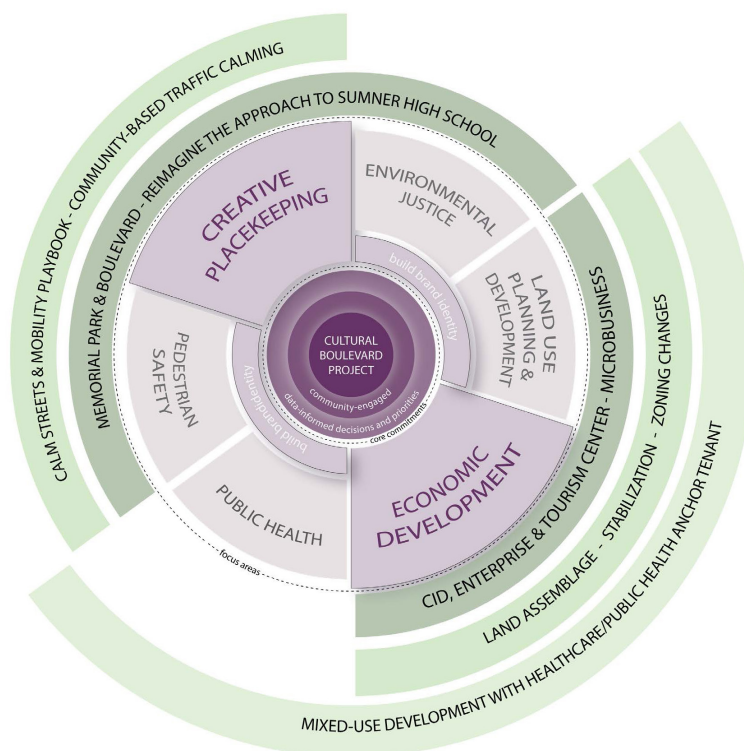 CALM STREETS & MOBILITY PLAYBOOK - COMMUNITY-BASED TRAFFIC CALMING
MEMORIAL PARK & BOULEVARD - REIMAGINE THE APPROACH TO SUMNER HIGH SCHOOL
CREATIVE
PLACEKEEPING
ENVIRONMENTAL
JUSTICE
LAND USE
PLANNING &
DEVELOPMENT
build brand identity
CULTURAL
BOULEVARD
PROJECT
community-engaged
data informed decisions and priorities
core commitments
build brandidentity
PEDESTRIAN
SAFETY
PUBLIC HEALTH
focus areas
ECONOMIC
DEVELOPMENT
CID, ENTERPRISE & TOURISM CENTER - MICROBUSINESS
LAND ASSEMBLAGE - STABILIZATION - ZONING CHANGES
MIXED-USE DEVELOPMENT WITH HEALTHCARE/PUBLIC HEALTH ANCHOR TENANT